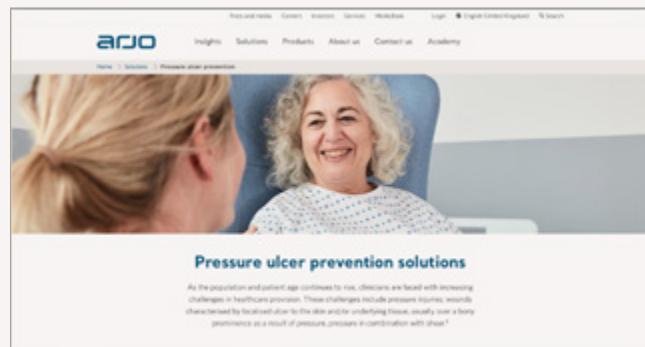 Press and media Careers Investors Services MediaBank Login English (United Kingdom) Search
arjo
Insights Solutions Products About us Contact us Academy
Home Solutions Pressure ulcer prevention
Pressure ulcer prevention solutions
As the population and patient age continues to rise, clinicians are faced with increasing
challenges in healthcare provision. These challenges include pressure injuries; wounds
characterised by localised ulcer to the skin and/or underlying tissue, usually over a bony
prominence as a result of pressure, pressure in combination with shear.